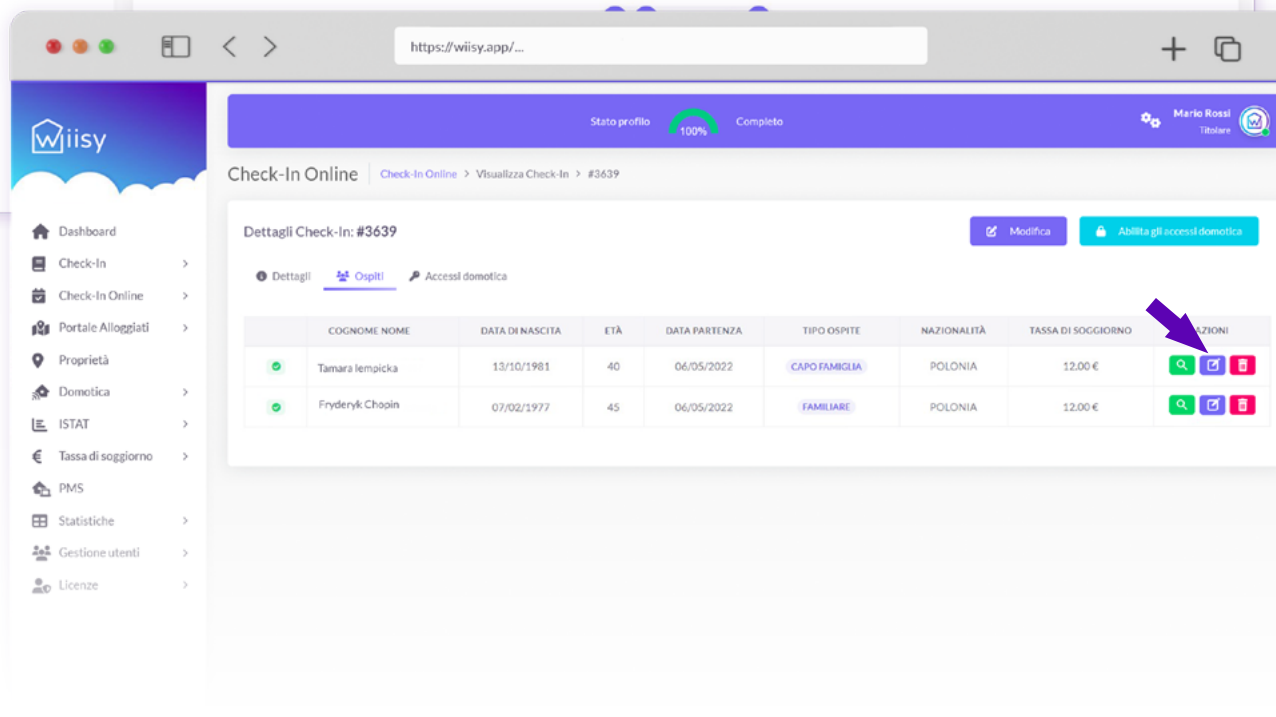 https://wiisy.app/...
Wiisy
Stato profilo 100% Completo
Mario Rossi
Titolare
Check-In Online Check-In Online > Visualizza Check-In > #3639
Dashboard
Check-In
Check-In Online
Portale Alloggiati
Proprietà
Domotica
ISTAT
Tassa di soggiorno
PMS
Statistiche
Gestione utenti
Licenze
Dettagli Check-In: #3639
Modifica
Abilita gli accessi domotica
Dettagli Ospiti Accessi domotica
COGNOME NOME DATA DI NASCITA ETÀ DATA PARTENZA TIPO OSPITE NAZIONALITÀ TASSA DI SOGGIORNO AZIONI
Tamara lempicka 13/10/1981 40 06/05/2022 CAPO FAMIGLIA POLONIA 12.00 €
Fryderyk Chopin 07/02/1977 45 06/05/2022 FAMILIARE POLONIA 12.00 €